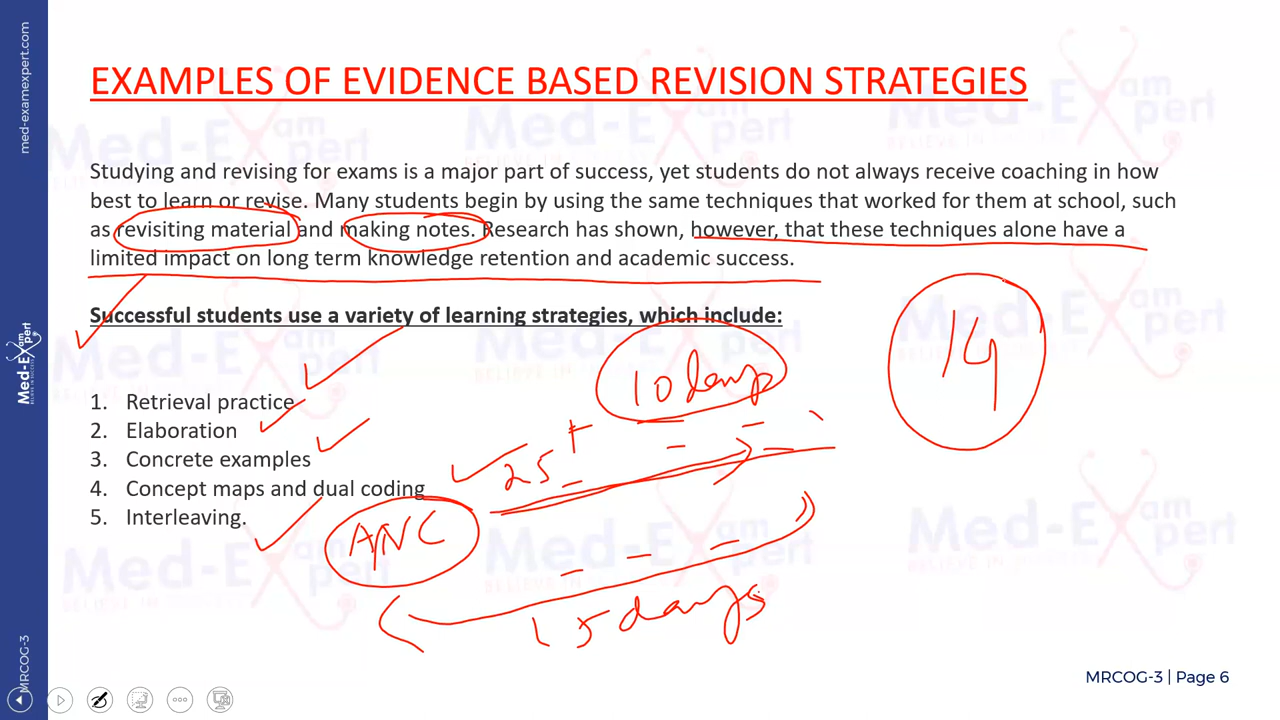 med-examexpert.com
EXAMPLES OF EVIDENCE BASED REVISION STRATEGIES
Studying and revising for exams is a major part of success, yet students do not always receive coaching in how
best to learn or revise. Many students begin by using the same techniques that worked for them at school, such
as revisiting material and making notes. Research has shown, however, that these techniques alone have a
limited impact on long term knowledge retention and academic success.
Successful students use a variety of learning strategies, which include:
14
10 days
1. Retrieval practice
2. Elaboration
3. Concrete examples
25+
4. Concept maps and dual coding
5. Interleaving.
ANC
15 days
Med-Exam Expert
MRCOG-3
MRCOG-3 | Page 6